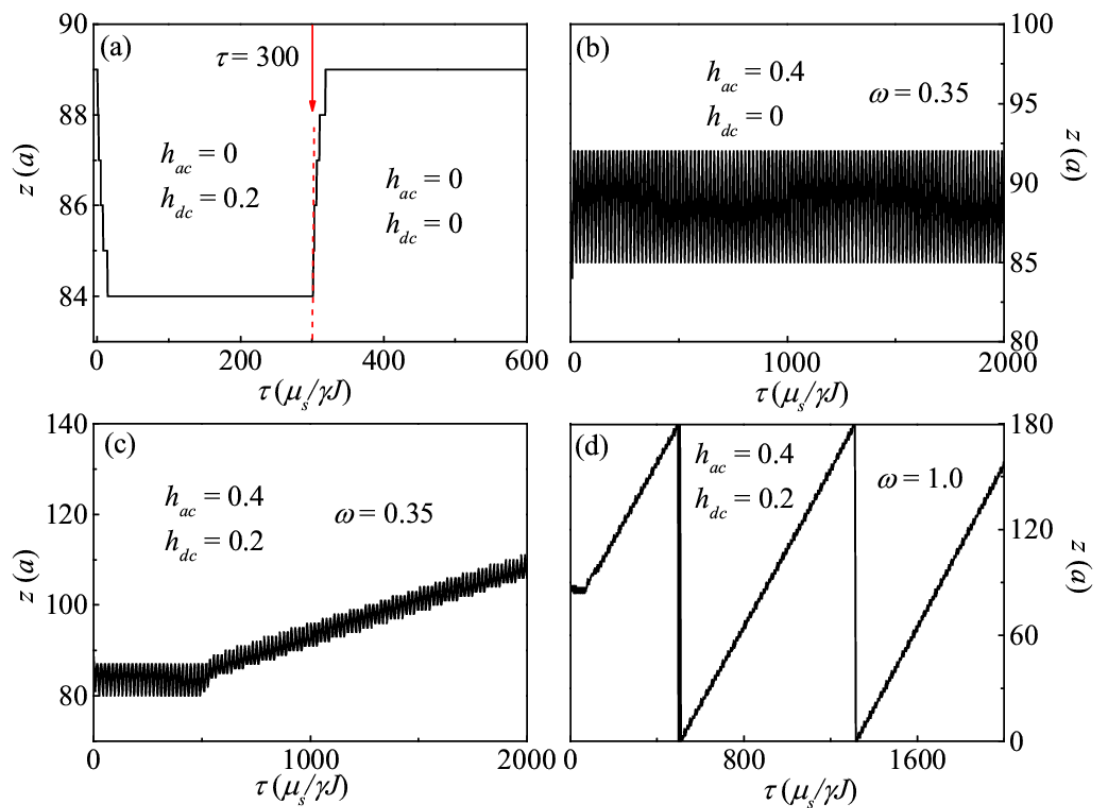 (a)
τ = 300
h_ac = 0
h_dc = 0.2
h_ac = 0
h_dc = 0
90
88
86
84
z (a)
0
200
400
600
τ (μ_s/γJ)
(b)
h_ac = 0.4
h_dc = 0
ω = 0.35
100
95
90
85
80
z (a)
0
1000
2000
τ (μ_s/γJ)
(c)
h_ac = 0.4
h_dc = 0.2
ω = 0.35
140
120
100
80
z (a)
0
1000
2000
τ (μ_s/γJ)
(d)
h_ac = 0.4
h_dc = 0.2
ω = 1.0
180
120
60
0
z (a)
0
800
1600
τ (μ_s/γJ)